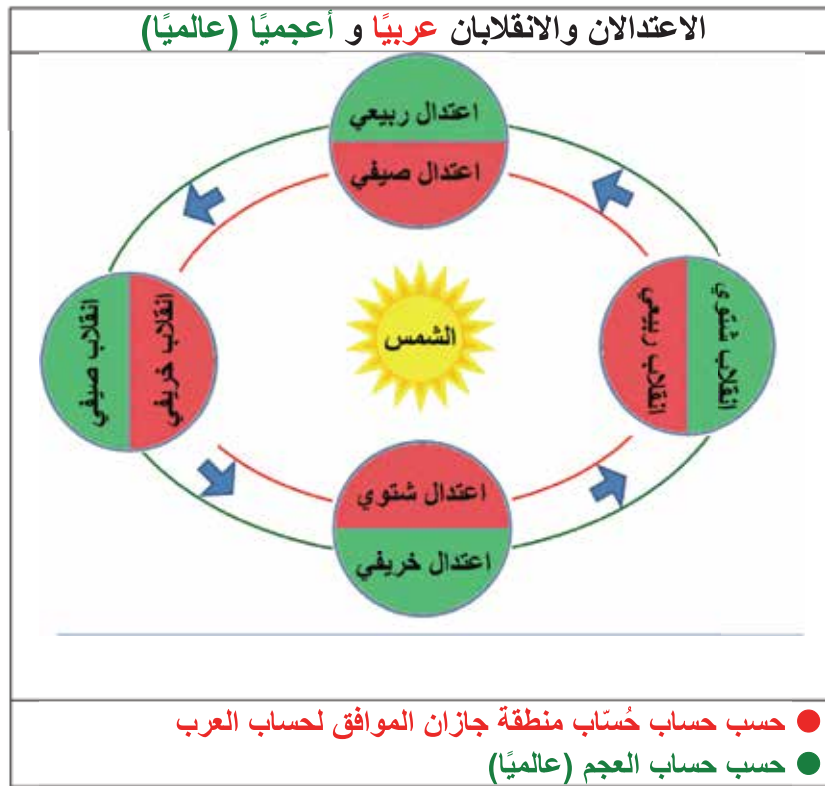 الاعتدالان والانقلابان عربيًا و أعجميًا (عالميًا)
اعتدال ربيعي
اعتدال صيفي
انقلاب شتوي
انقلاب ربيعي
الشمس
انقلاب خريفي
انقلاب صيفي
اعتدال شتوي
اعتدال خريفي
حسب حساب حُسّاب منطقة جازان الموافق لحساب العرب
حسب حساب العجم (عالميًا)